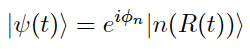 |ψ(t)⟩ = e^{iϕ_n}|n(R(t))⟩